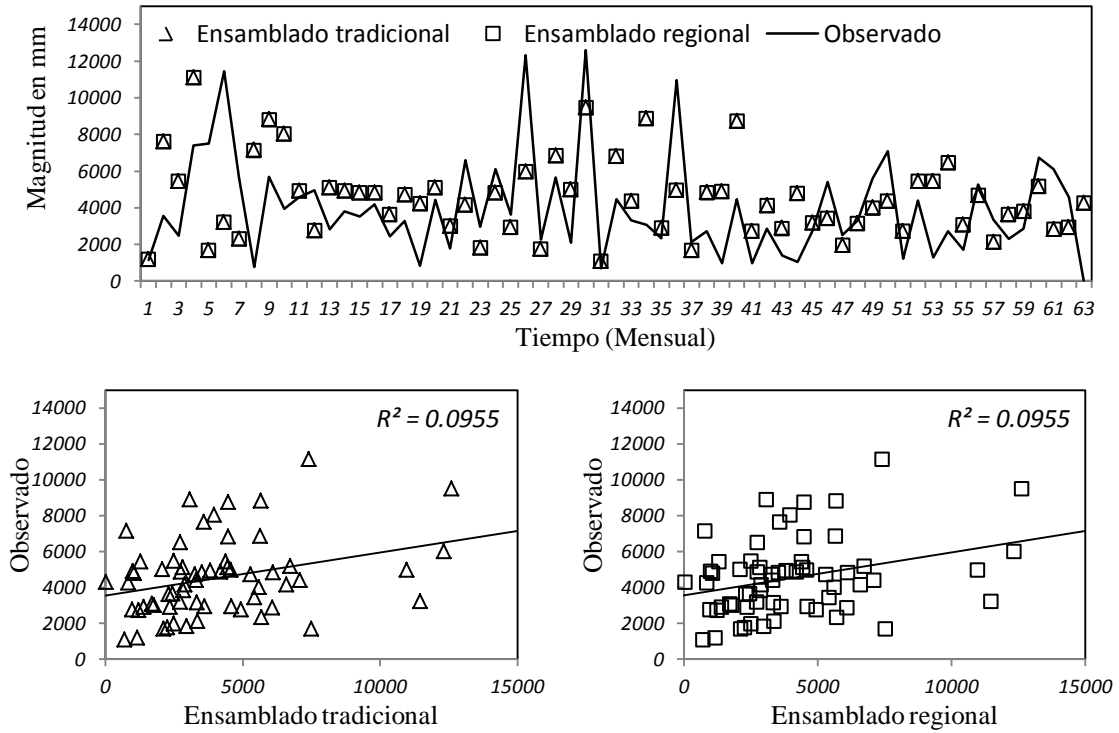 14000
12000
10000
8000
6000
4000
2000
0
Magnitud en mm
Ensamblado tradicional Ensamblado regional Observado
1 3 5 7 9 11 13 15 17 19 21 23 25 27 29 31 33 35 37 39 41 43 45 47 49 51 53 55 57 59 61 63
Tiempo (Mensual)
14000
12000
10000
8000
6000
4000
2000
0
Observado
R² = 0.0955
0 5000 10000 15000
Ensamblado tradicional
14000
12000
10000
8000
6000
4000
2000
0
Observado
R² = 0.0955
0 5000 10000 15000
Ensamblado regional